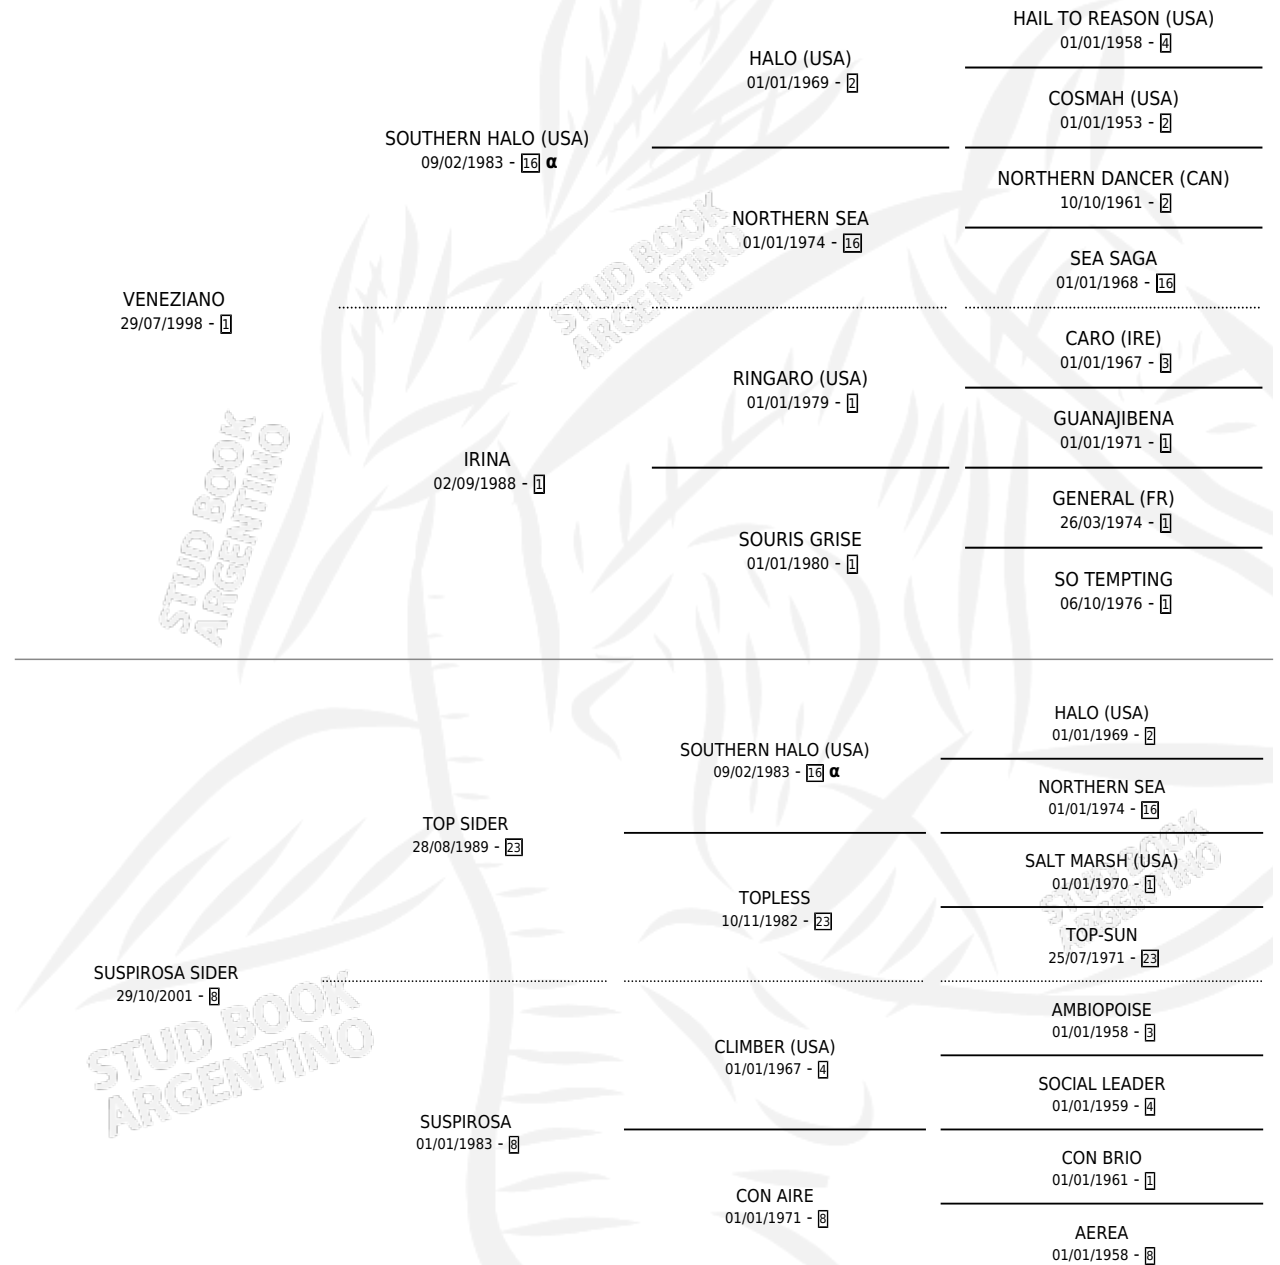 HAIL TO REASON (USA)
01/01/1958 - 4
HALO (USA)
01/01/1969 - 2
COSMAH (USA)
01/01/1953 - 2
SOUTHERN HALO (USA)
09/02/1983 - 16 α
NORTHERN DANCER (CAN)
10/10/1961 - 2
NORTHERN SEA
01/01/1974 - 16
SEA SAGA
01/01/1968 - 16
VENEZIANO
29/07/1998 - 1
CARO (IRE)
01/01/1967 - 3
RINGARO (USA)
01/01/1979 - 1
GUANAJIBENA
01/01/1971 - 1
IRINA
02/09/1988 - 1
GENERAL (FR)
26/03/1974 - 1
SOURIS GRISE
01/01/1980 - 1
SO TEMPTING
06/10/1976 - 1
STUD BOOK
ARGENTINO
STUD BOOK
ARGENTINO
HALO (USA)
01/01/1969 - 2
SOUTHERN HALO (USA)
09/02/1983 - 16 α
NORTHERN SEA
01/01/1974 - 16
TOP SIDER
28/08/1989 - 23
SALT MARSH (USA)
01/01/1970 - 1
TOPLESS
10/11/1982 - 23
TOP-SUN
25/07/1971 - 23
SUSPIROSA SIDER
29/10/2001 - 8
AMBIOPOISE
01/01/1958 - 3
CLIMBER (USA)
01/01/1967 - 4
SOCIAL LEADER
01/01/1959 - 4
SUSPIROSA
01/01/1983 - 8
CON BRIO
01/01/1961 - 1
CON AIRE
01/01/1971 - 8
AEREA
01/01/1958 - 8
STUD BOOK
ARGENTINO
STUD BOOK
ARGENTINO